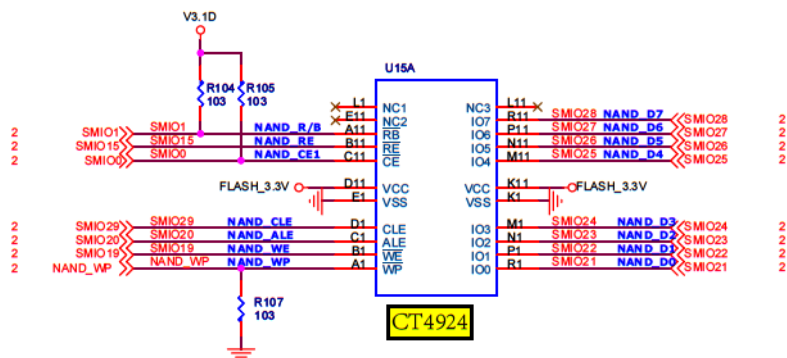 V3.1D
U15A
R104 R105
103 103
L1 NC1 NC3 L11
E11 NC2 IO7 R11 SMIO28 NAND_D7 SMIO28 2
2 SMIO1 SMIO1 NAND_R/B A11 RB IO6 P11 SMIO27 NAND_D6 SMIO27 2
2 SMIO15 SMIO15 NAND_RE B11 RE IO5 N11 SMIO26 NAND_D5 SMIO26 2
2 SMIO0 SMIO0 NAND_CE1 C11 CE IO4 M11 SMIO25 NAND_D4 SMIO25 2
FLASH_3.3V D11 VCC VCC K11 FLASH_3.3V
E1 VSS VSS K1
2 SMIO29 SMIO29 NAND_CLE D1 CLE IO3 M1 SMIO24 NAND_D3 SMIO24 2
2 SMIO20 SMIO20 NAND_ALE C1 ALE IO2 N1 SMIO23 NAND_D2 SMIO23 2
2 SMIO19 SMIO19 NAND_WE B1 WE IO1 P1 SMIO22 NAND_D1 SMIO22 2
2 NAND_WP NAND_WP NAND_WP A1 WP IO0 R1 SMIO21 NAND_D0 SMIO21 2
R107
103
CT4924